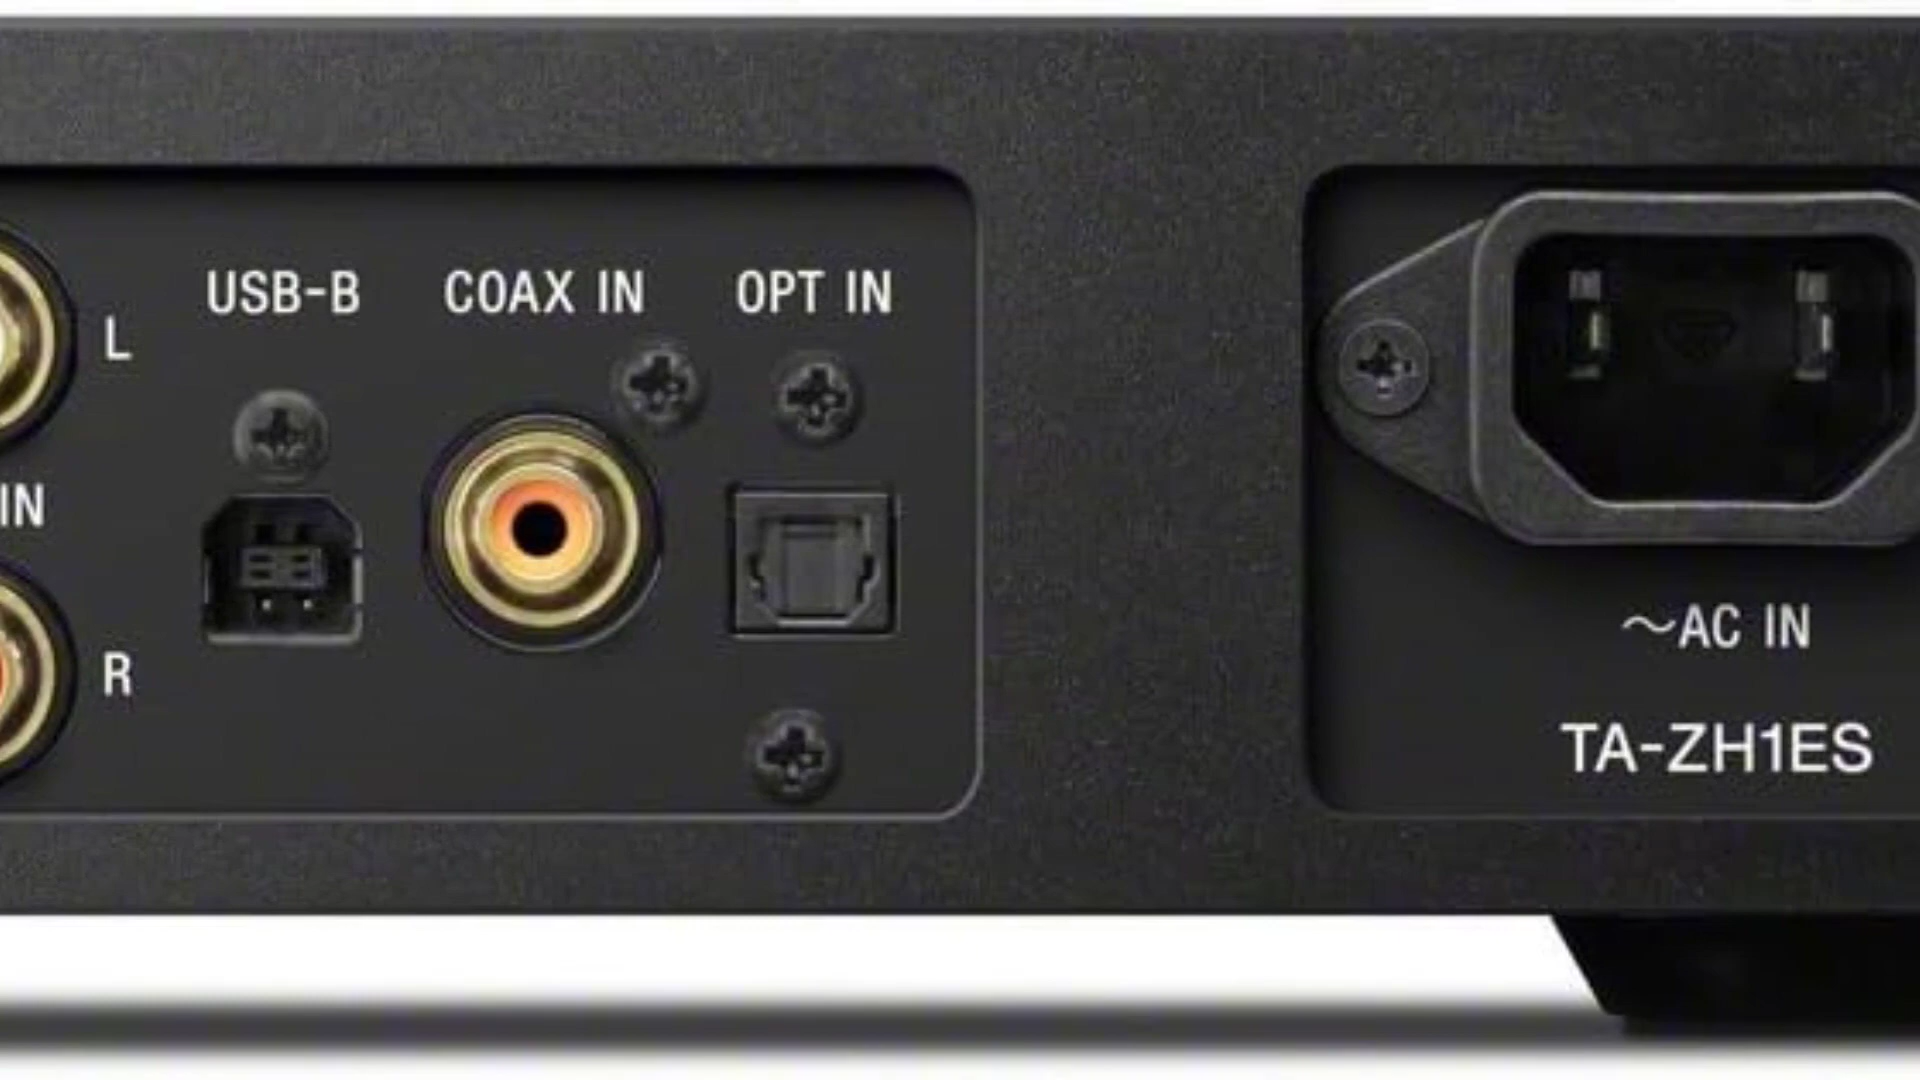 USB-B
COAX IN
OPT IN
L
IN
R
～AC IN
TA-ZH1ES